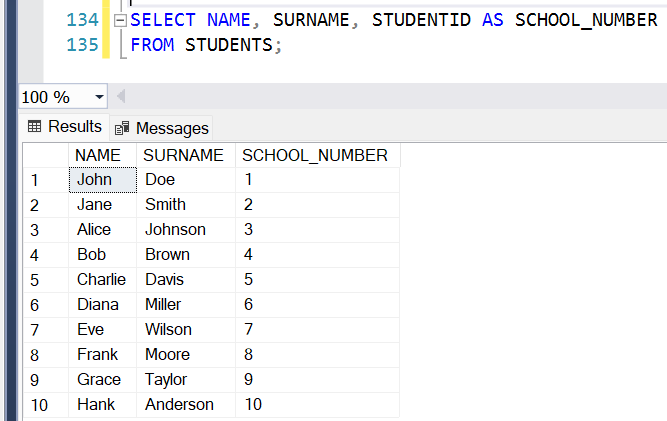 134 SELECT NAME, SURNAME, STUDENTID AS SCHOOL_NUMBER
135 FROM STUDENTS;
100 %
Results Messages
NAME SURNAME SCHOOL_NUMBER
1 John Doe 1
2 Jane Smith 2
3 Alice Johnson 3
4 Bob Brown 4
5 Charlie Davis 5
6 Diana Miller 6
7 Eve Wilson 7
8 Frank Moore 8
9 Grace Taylor 9
10 Hank Anderson 10